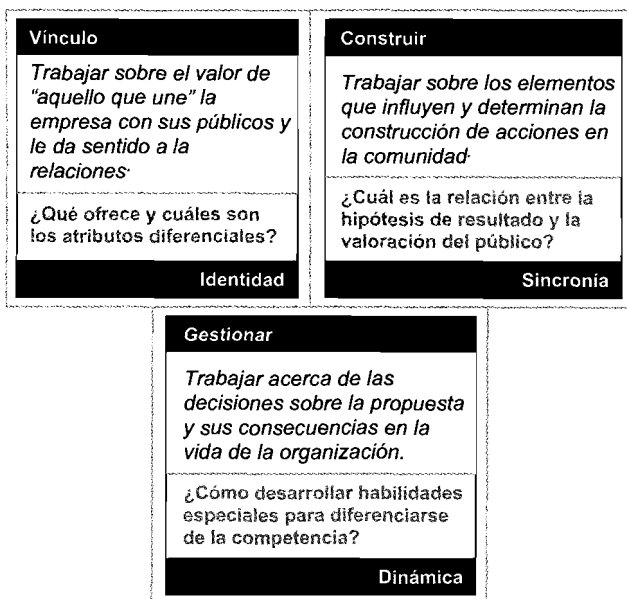 Vínculo
Trabajar sobre el valor de
“aquello que une” la
empresa con sus públicos y
le da sentido a la
relaciones.
¿Qué ofrece y cuáles son
los atributos diferenciales?
Identidad
Construir
Trabajar sobre los elementos
que influyen y determinan la
construcción de acciones en
la comunidad.
¿Cuál es la relación entre la
hipótesis de resultado y la
valoración del público?
Sincronía
Gestionar
Trabajar acerca de las
decisiones sobre la propuesta
y sus consecuencias en la
vida de la organización.
¿Cómo desarrollar habilidades
especiales para diferenciarse
de la competencia?
Dinámica